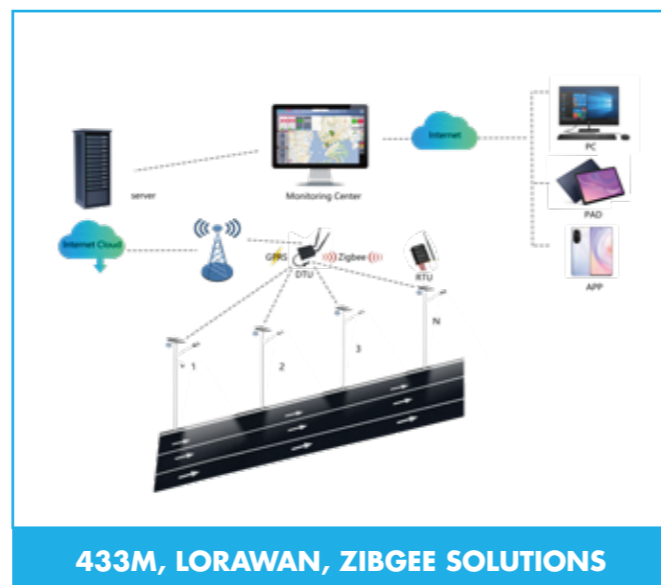 Internet
PC
server
Monitoring Center
PAD
Internet Cloud
GPRS
Zigbee
DTU
RTU
APP
1
2
3
N
433M, LORAWAN, ZIBGEE SOLUTIONS